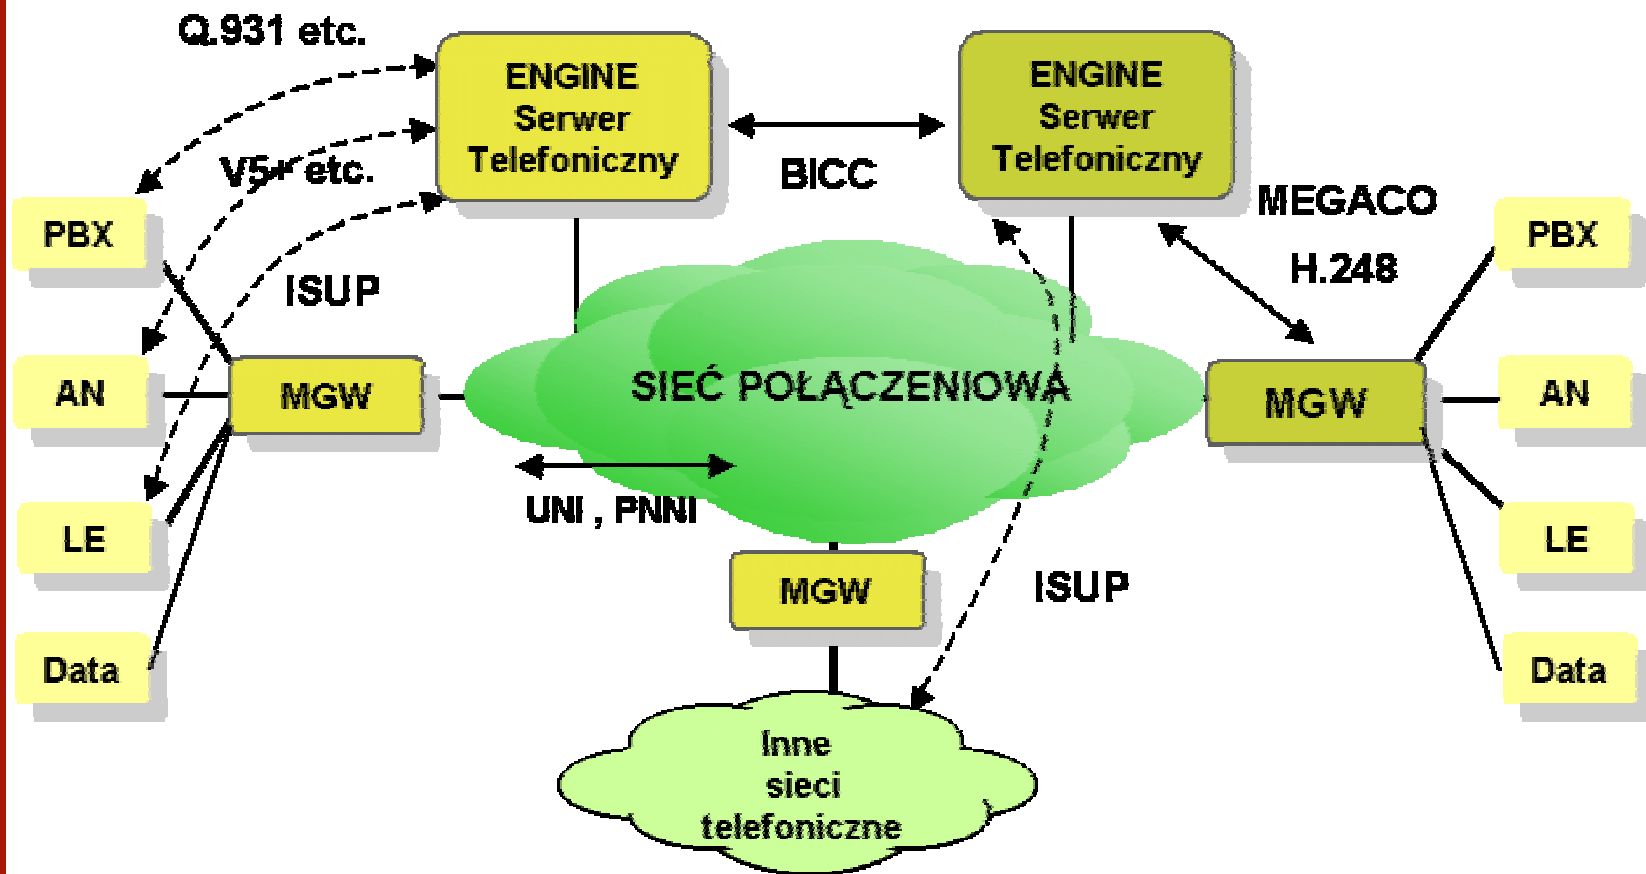 Q.931 etc.
ENGINE
Serwer
Telefoniczny
ENGINE
Serwer
Telefoniczny
BICC
V5+ etc.
MEGACO
H.248
ISUP
PBX
AN
LE
Data
MGW
SIEĆ POŁĄCZENIOWA
UNI , PNNI
MGW
PBX
AN
LE
Data
MGW
ISUP
Inne
sieci
telefoniczne